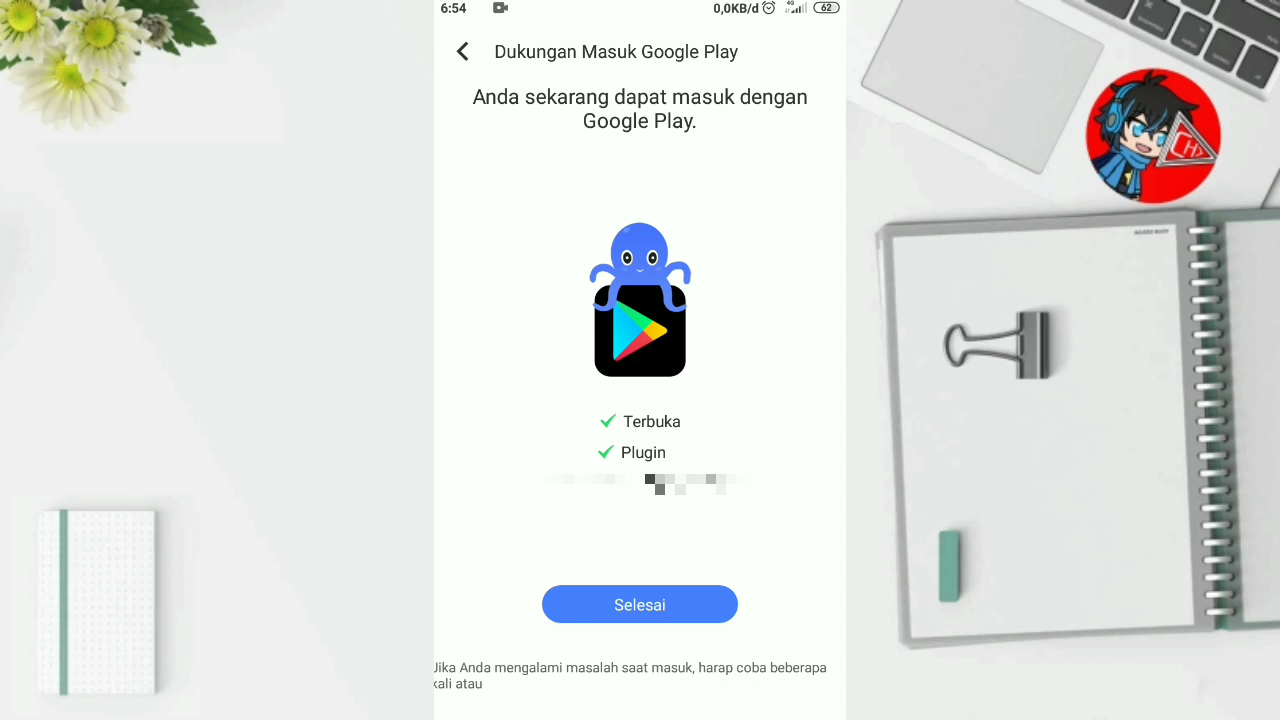 6:54
0,0KB/d
4G
62
Dukungan Masuk Google Play
Anda sekarang dapat masuk dengan
Google Play.
Terbuka
Plugin
Selesai
Jika Anda mengalami masalah saat masuk, harap coba beberapa
kali atau